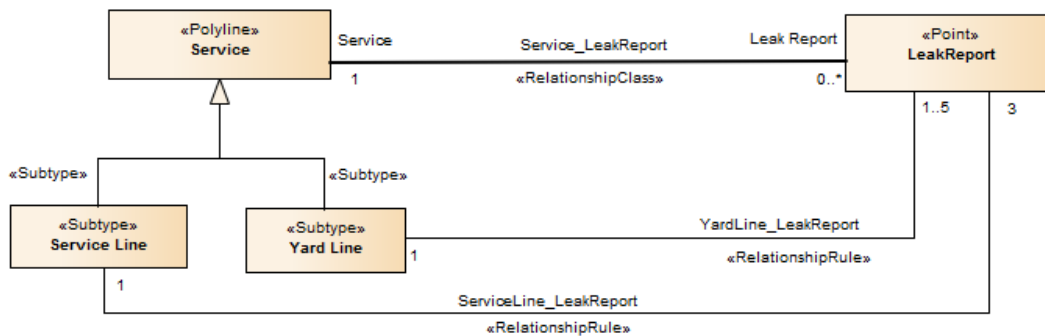 «Polyline»
Service
Service
Service_LeakReport
Leak Report
1
«RelationshipClass»
0..*
«Point»
LeakReport
1..5
3
«Subtype»
«Subtype»
«Subtype»
Service Line
«Subtype»
Yard Line
YardLine_LeakReport
1
«RelationshipRule»
1
ServiceLine_LeakReport
«RelationshipRule»